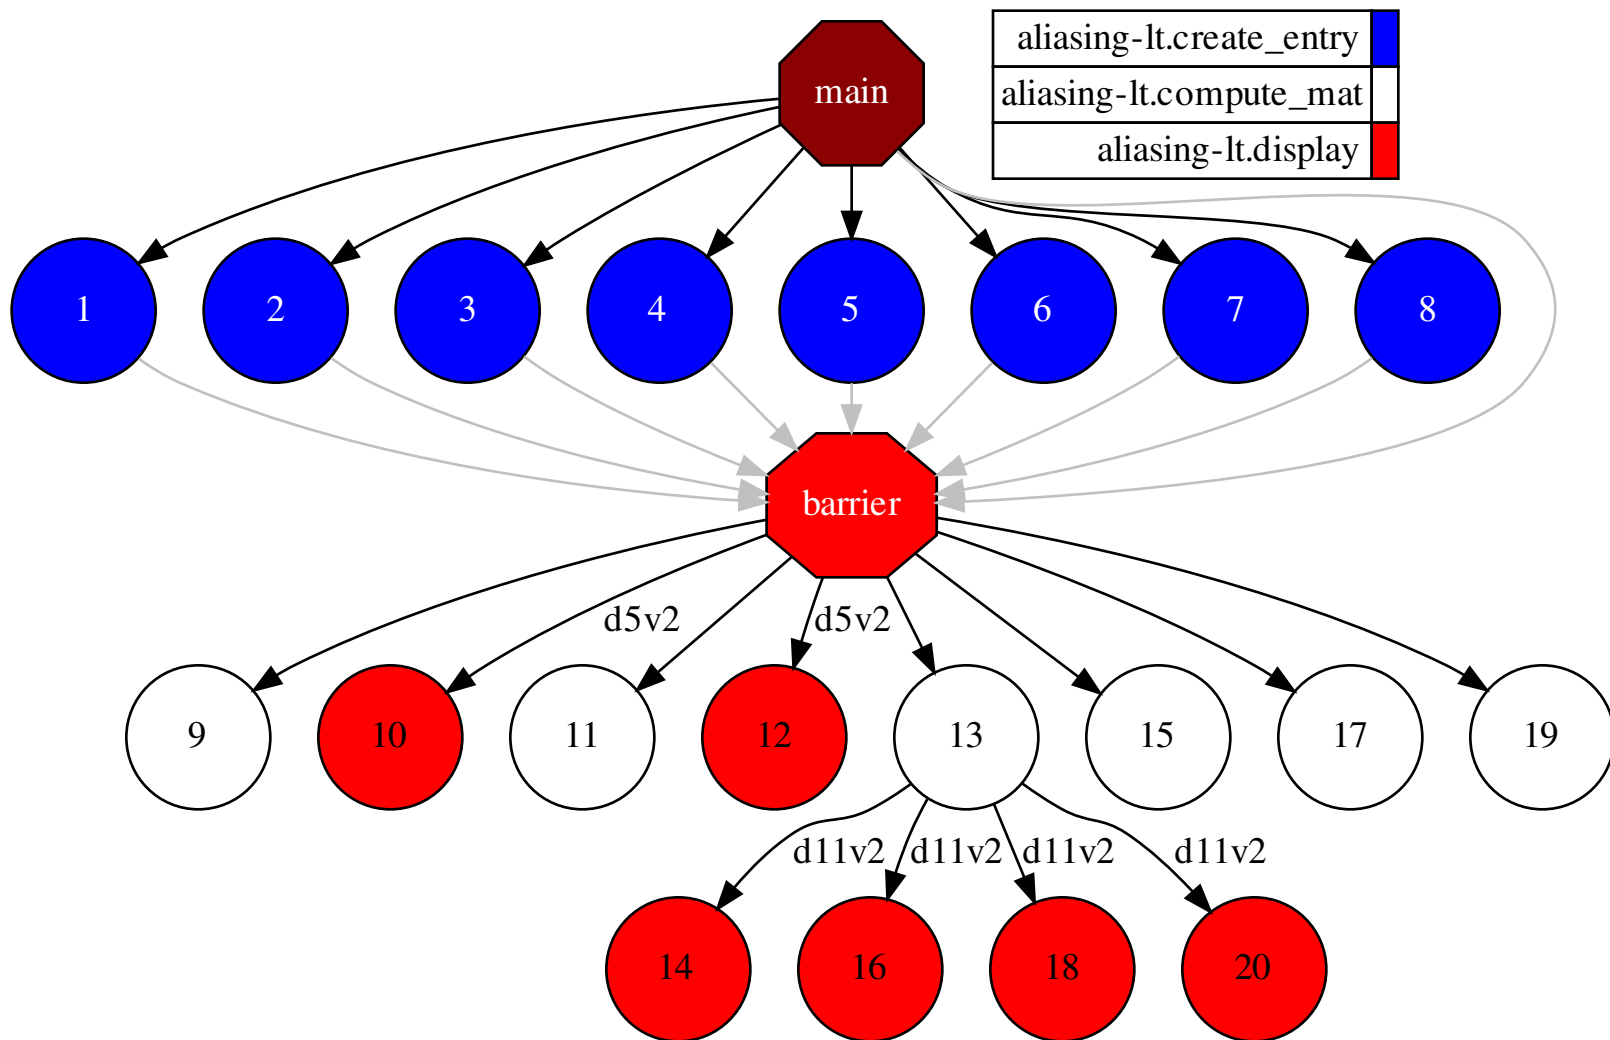 main
aliasing-lt.create_entry
aliasing-lt.compute_mat
aliasing-lt.display
1 2 3 4 5 6 7 8
barrier
d5v2 d5v2
9 10 11 12 13 15 17 19
d11v2 d11v2 d11v2 d11v2
14 16 18 20